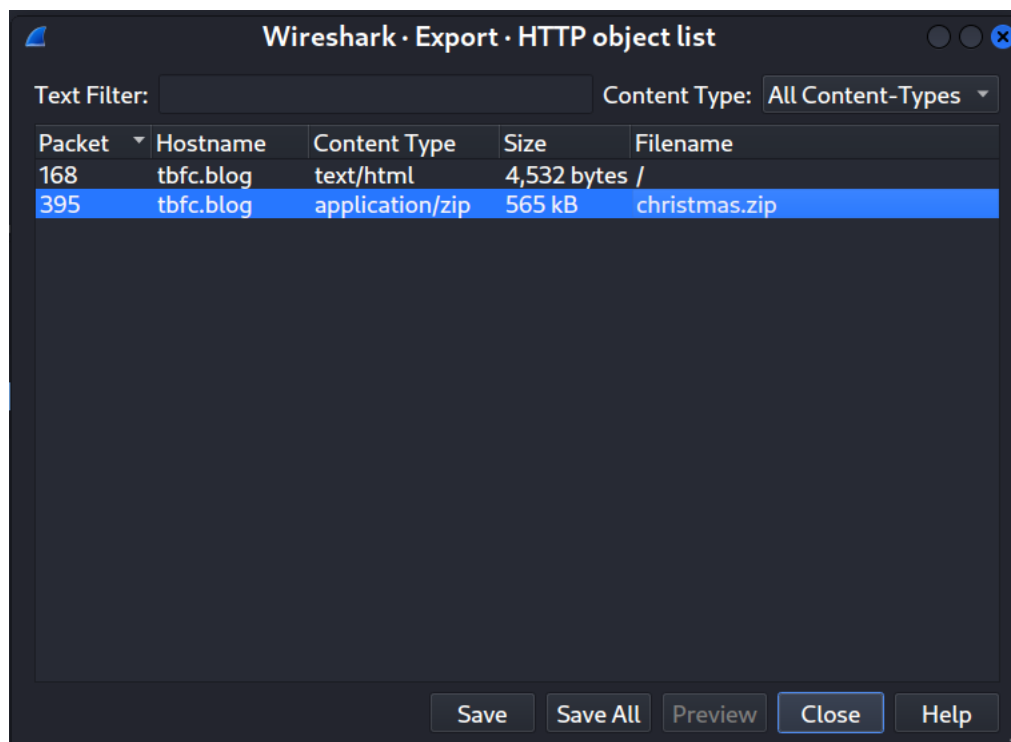 Wireshark · Export · HTTP object list
Text Filter: Content Type: All Content-Types
Packet Hostname Content Type Size Filename
168 tbfc.blog text/html 4,532 bytes /
395 tbfc.blog application/zip 565 kB christmas.zip
Save Save All Preview Close Help